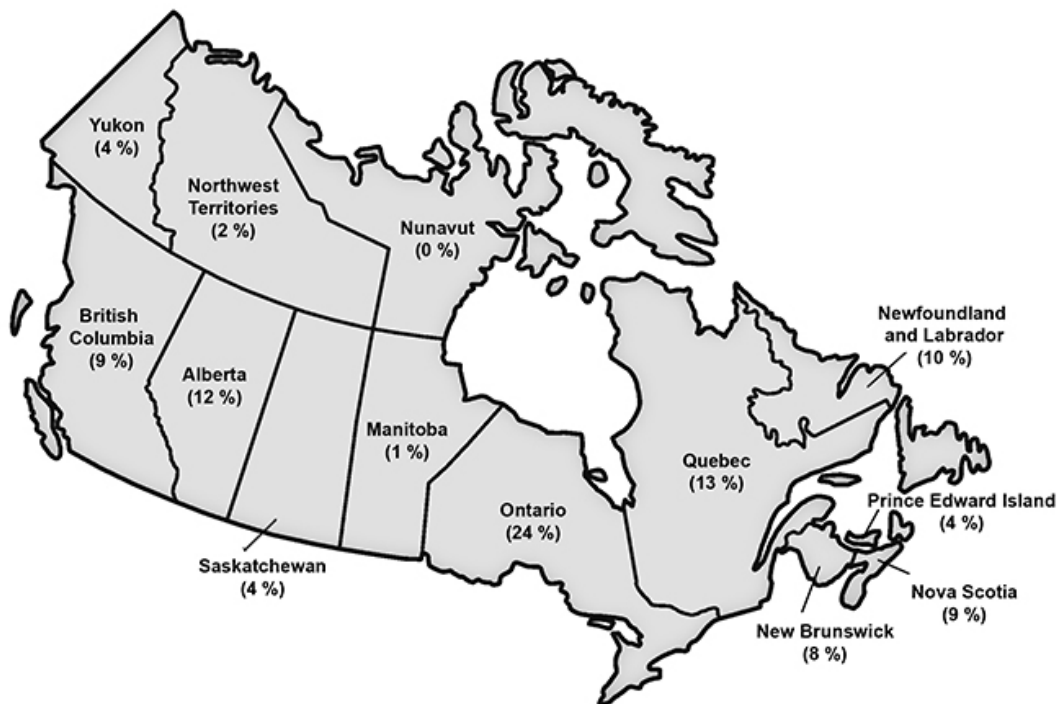 Yukon
(4 %)
Northwest
Territories
(2 %)
Nunavut
(0 %)
British
Columbia
(9 %)
Alberta
(12 %)
Saskatchewan
(4 %)
Manitoba
(1 %)
Ontario
(24 %)
Quebec
(13 %)
Newfoundland
and Labrador
(10 %)
Prince Edward Island
(4 %)
Nova Scotia
(9 %)
New Brunswick
(8 %)